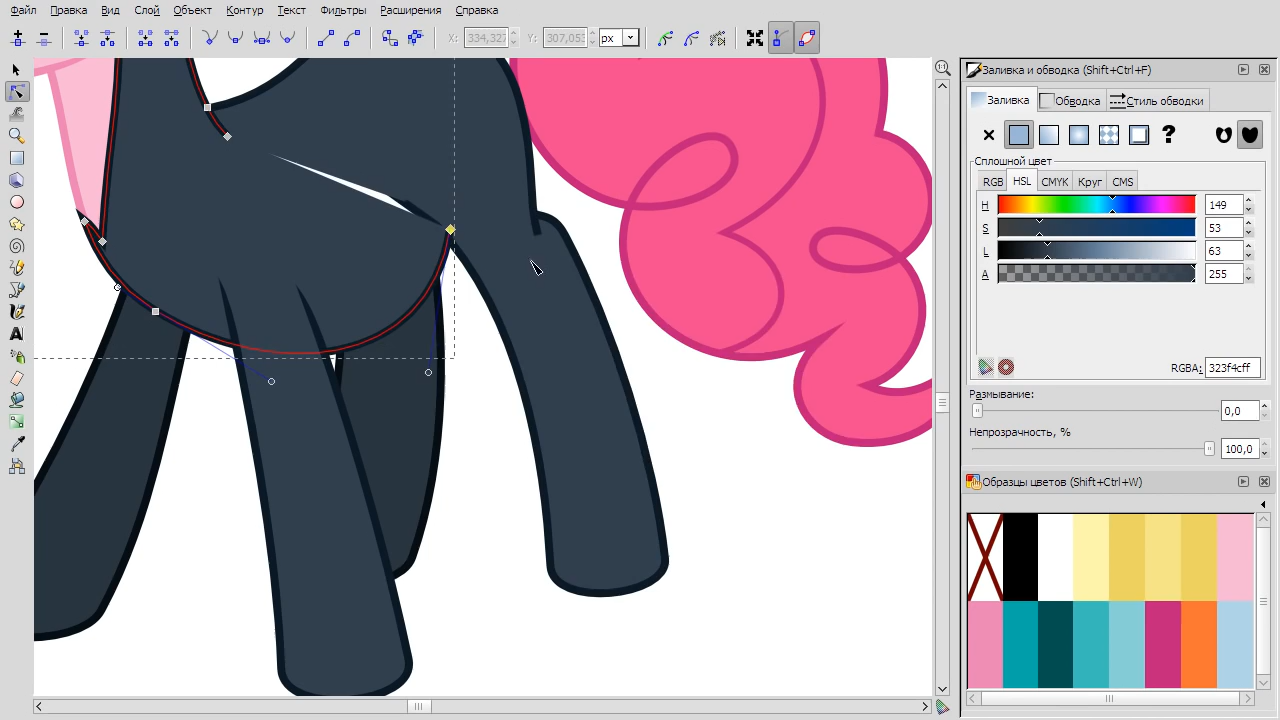 Файл Правка Вид Слой Объект Контур Текст Фильтры Расширения Справка
X: 334,327 Y: 307,053 px
1:1
Заливка и обводка (Shift+Ctrl+F)
Заливка Обводка Стиль обводки
?
Сплошной цвет
RGB HSL CMYK Круг CMS
H 149
S 53
L 63
A 255
RGBA: 323f4cff
Размывание:
0,0
Непрозрачность, %
100,0
Образцы цветов (Shift+Ctrl+W)
A